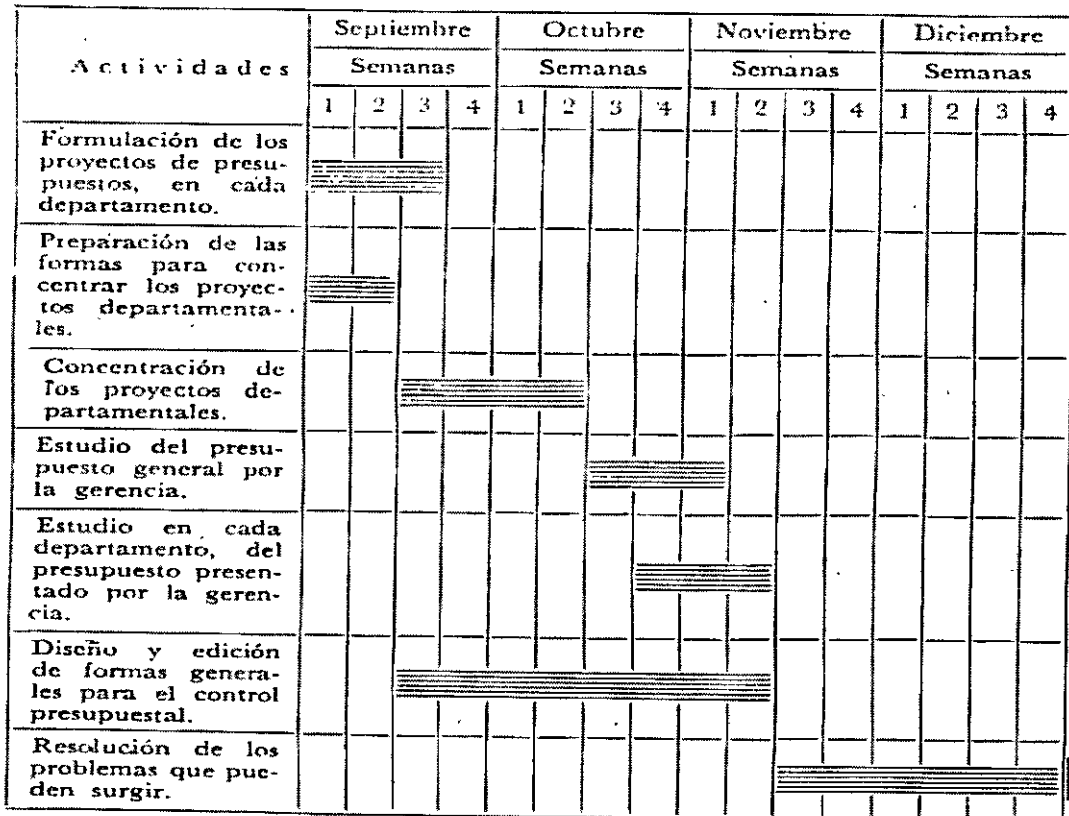 Actividades
Septiembre Octubre Noviembre Diciembre
Semanas Semanas Semanas Semanas
1 2 3 4 1 2 3 4 1 2 3 4 1 2 3 4
Formulación de los
proyectos de presu-
puestos, en cada
departamento.
Preparación de las
formas para con-
centrar los proyec-
tos departamenta-
les.
Concentración de
los proyectos de-
partamentales.
Estudio del presu-
puesto general por
la gerencia.
Estudio en cada
departamento, del
presupuesto presen-
tado por la geren-
cia.
Diseño y edición
de formas genera-
les para el control
presupuestal.
Resolución de los
problemas que pue-
den surgir.